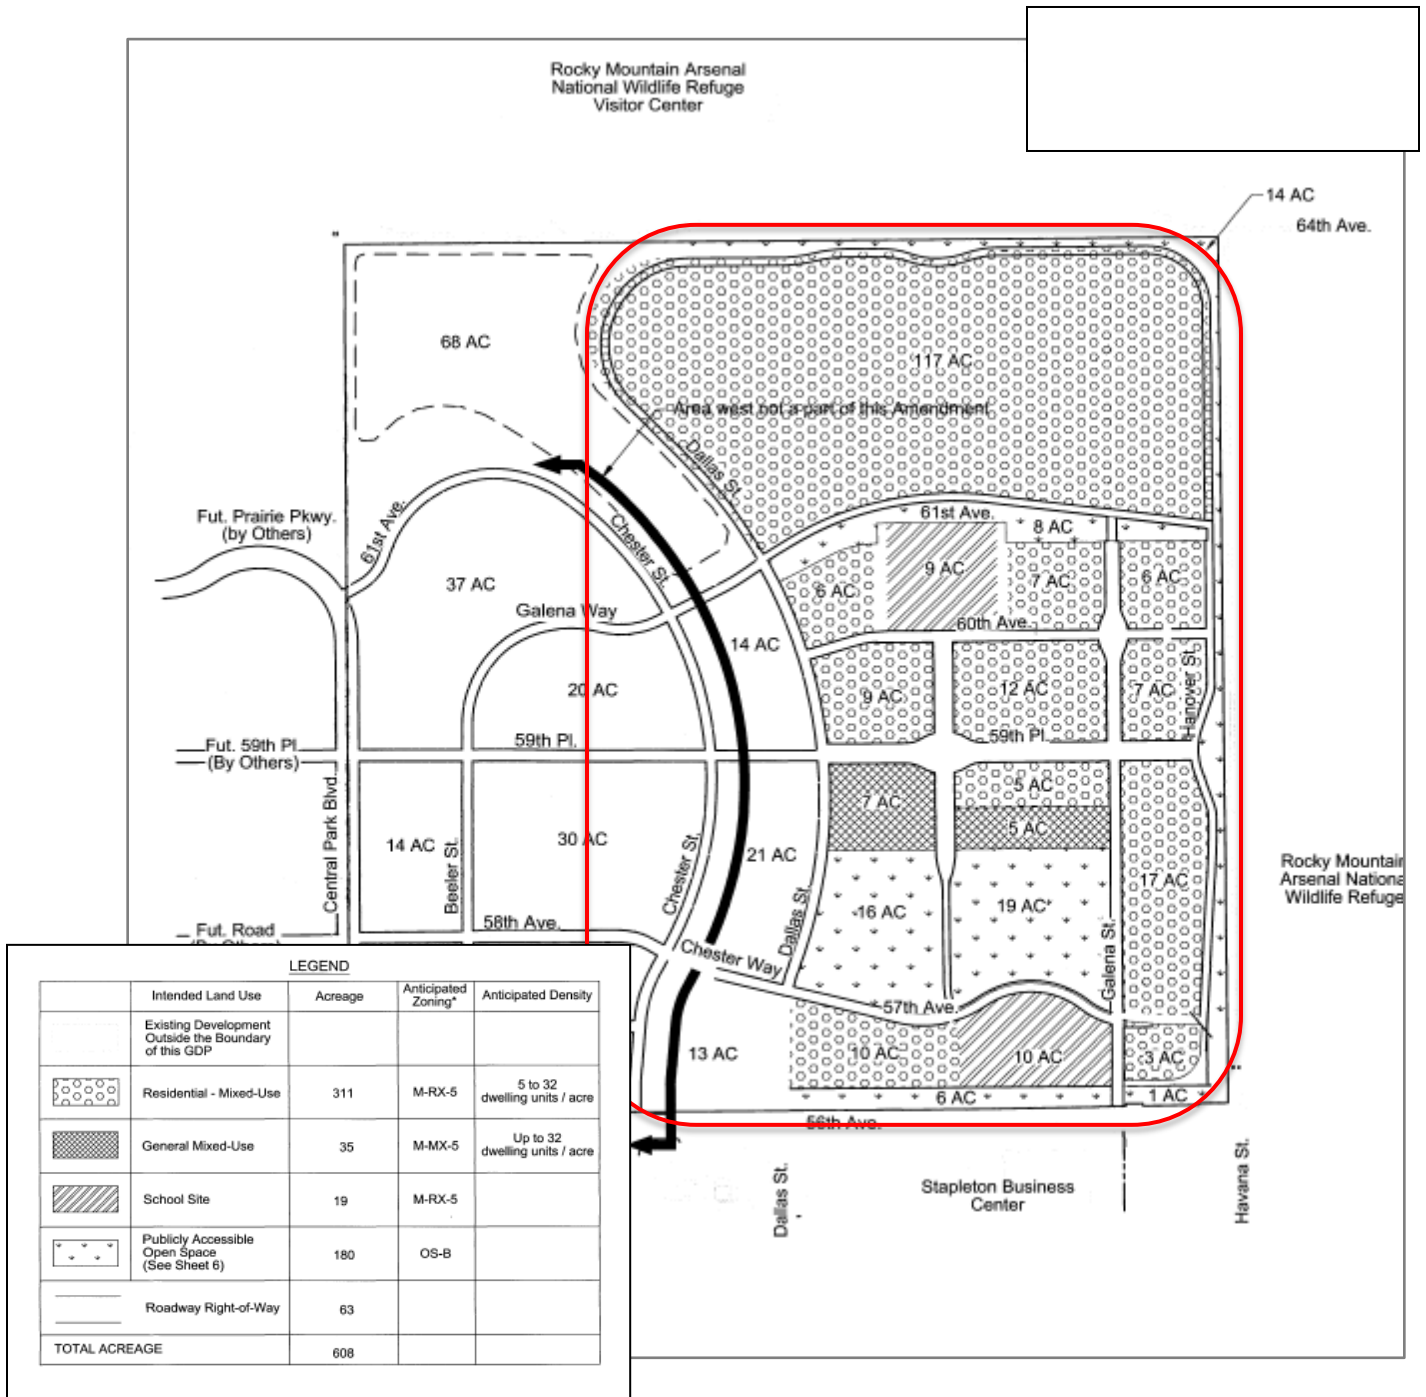 Rocky Mountain Arsenal
National Wildlife Refuge
Visitor Center
14 AC
64th Ave.
68 AC
117 AC
Area west not a part of this Amendment
Dallas St.
61st Ave.
8 AC
Fut. Prairie Pkwy.
(by Others)
61st Ave.
Chester St.
9 AC
7 AC
6 AC
6 AC
37 AC
Galena Way
60th Ave.
14 AC
20 AC
9 AC
12 AC
7 AC
Hanover St.
Fut. 59th Pl.
(By Others)
59th Pl.
59th Pl.
Central Park Blvd.
5 AC
7 AC
5 AC
14 AC
Beeler St.
30 AC
Chester St.
21 AC
Rocky Mountain
Arsenal Nationa
Wildlife Refuge
17 AC
16 AC
19 AC
Dallas St.
58th Ave.
Fut. Road
(By Others)
Chester Way
Galena St.
57th Ave.
13 AC
10 AC
10 AC
3 AC
6 AC
1 AC
56th Ave.
Dallas St.
Stapleton Business
Center
Havana St.
LEGEND
Intended Land Use Acreage Anticipated Zoning* Anticipated Density
Existing Development
Outside the Boundary
of this GDP
Residential - Mixed-Use 311 M-RX-5 5 to 32 dwelling units / acre
General Mixed-Use 35 M-MX-5 Up to 32 dwelling units / acre
School Site 19 M-RX-5
Publicly Accessible
Open Space 180 OS-B
(See Sheet 6)
Roadway Right-of-Way 63
TOTAL ACREAGE 608